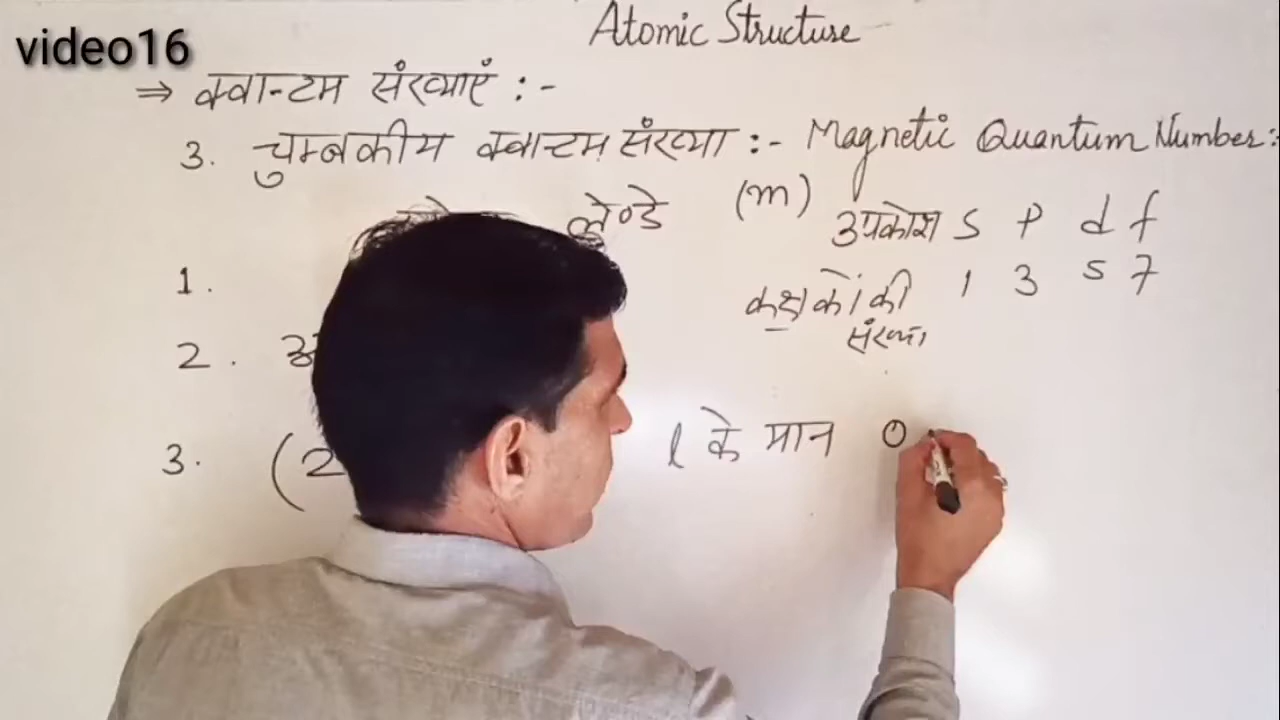 video16
Atomic Structure
⇒ क्वान्टम संख्याएं :-
3. चुम्बकीय क्वान्टम संख्या :- Magnetic Quantum Number :
लेण्डे (m)
उपकोश s p d f
1. कक्षकों की 1 3 5 7
संख्या
2.
3. (2 l के मान 0